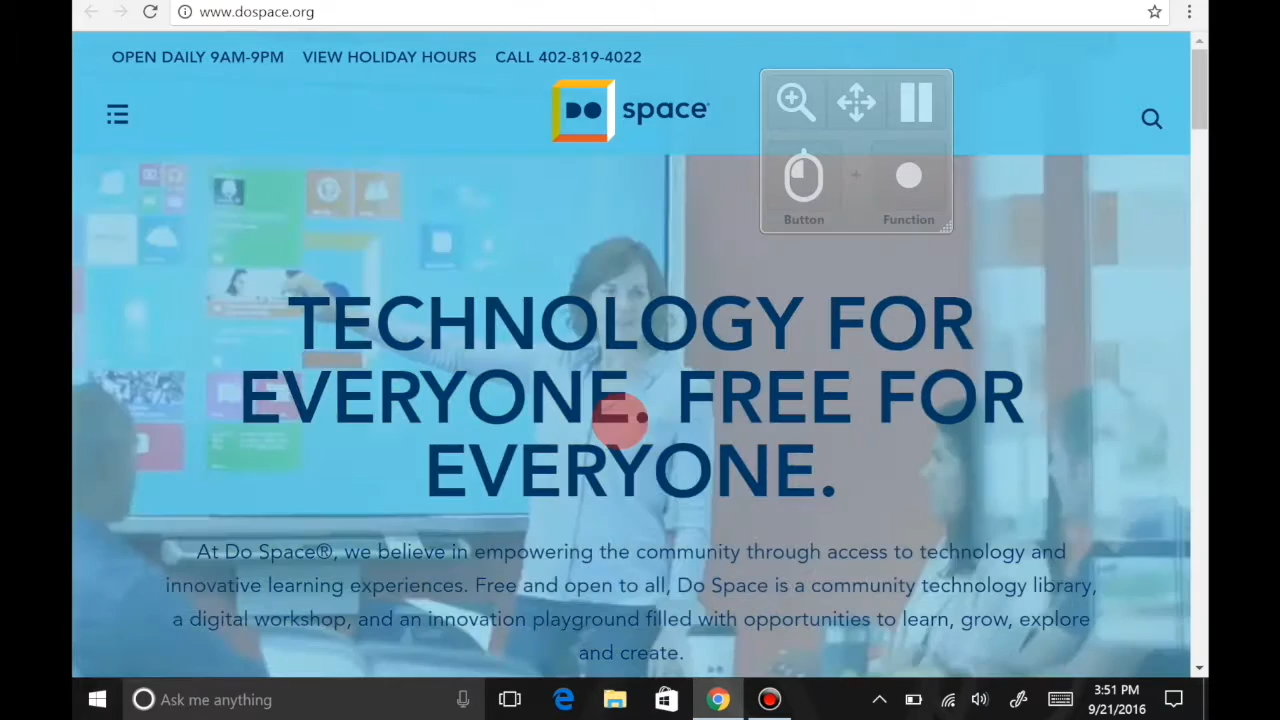 www.dospace.org
OPEN DAILY 9AM-9PM VIEW HOLIDAY HOURS CALL 402-819-4022
DO space
Button + Function
TECHNOLOGY FOR
EVERYONE. FREE FOR
EVERYONE.
At Do Space®, we believe in empowering the community through access to technology and
innovative learning experiences. Free and open to all, Do Space is a community technology library,
a digital workshop, and an innovation playground filled with opportunities to learn, grow, explore
and create.
Ask me anything
3:51 PM
9/21/2016